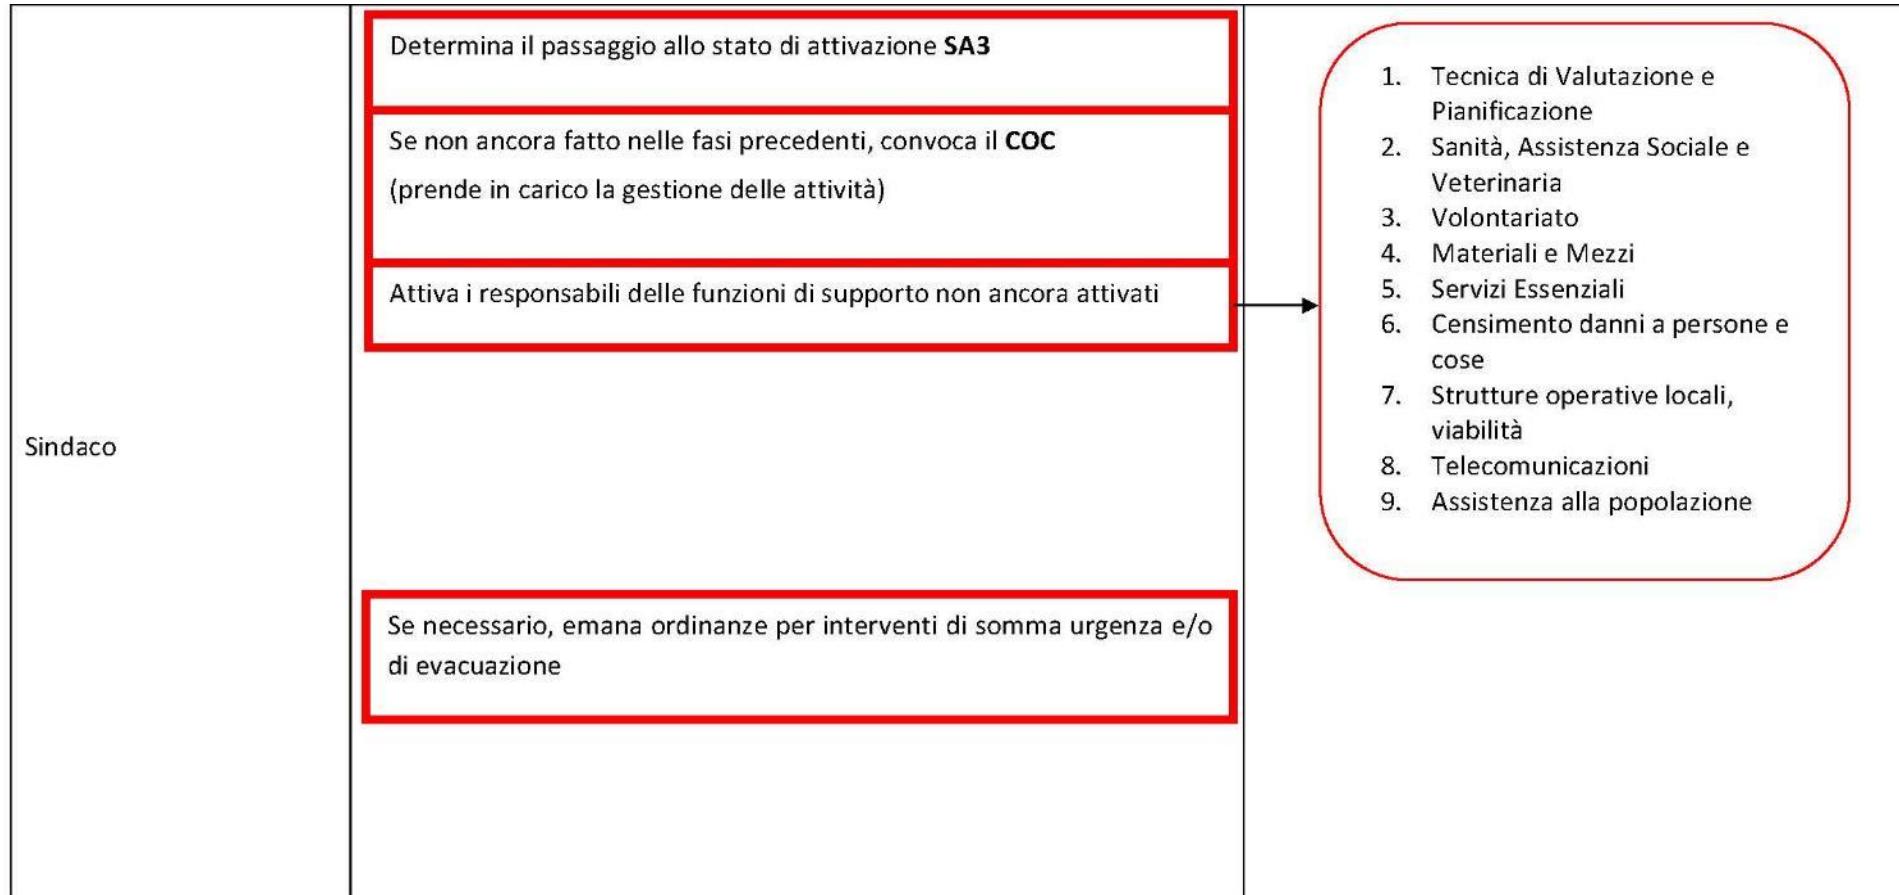 Sindaco
Determina il passaggio allo stato di attivazione SA3
Se non ancora fatto nelle fasi precedenti, convoca il COC
(prende in carico la gestione delle attività)
Attiva i responsabili delle funzioni di supporto non ancora attivati
Se necessario, emana ordinanze per interventi di somma urgenza e/o
di evacuazione
1. Tecnica di Valutazione e
Pianificazione
2. Sanità, Assistenza Sociale e
Veterinaria
3. Volontariato
4. Materiali e Mezzi
5. Servizi Essenziali
6. Censimento danni a persone e
cose
7. Strutture operative locali,
viabilità
8. Telecomunicazioni
9. Assistenza alla popolazione